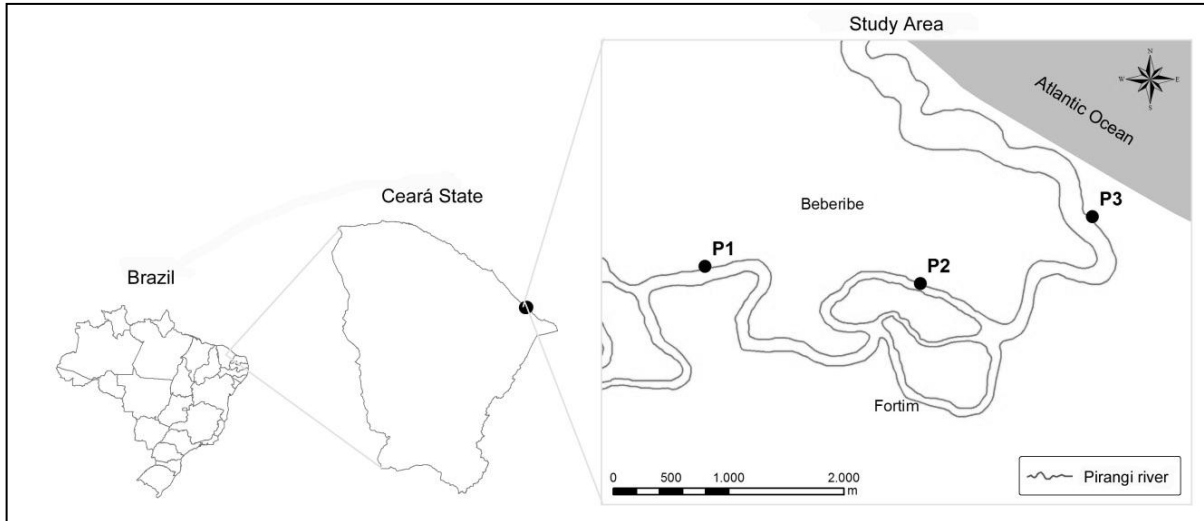 Study Area
N
W E
S
Atlantic Ocean
Ceará State
P3
Beberibe
P1
Brazil
P2
Fortim
0 500 1.000 2.000
m
Pirangi river